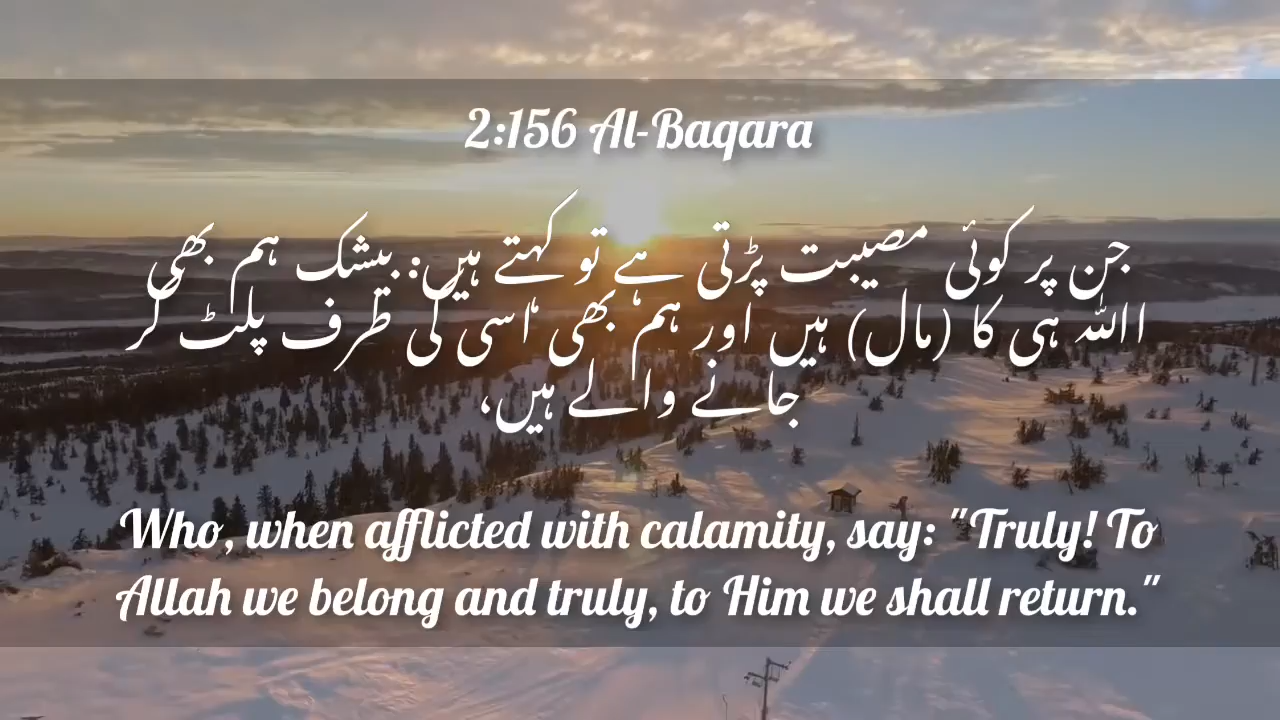 2:156 Al-Baqara
جن پر کوئی مصیبت پڑتی ہے تو کہتے ہیں: بیشک ہم بھی
اﷲ ہی کا (مال) ہیں اور ہم بھی اسی کی طرف پلٹ کر
جانے والے ہیں،
Who, when afflicted with calamity, say: "Truly! To
Allah we belong and truly, to Him we shall return."